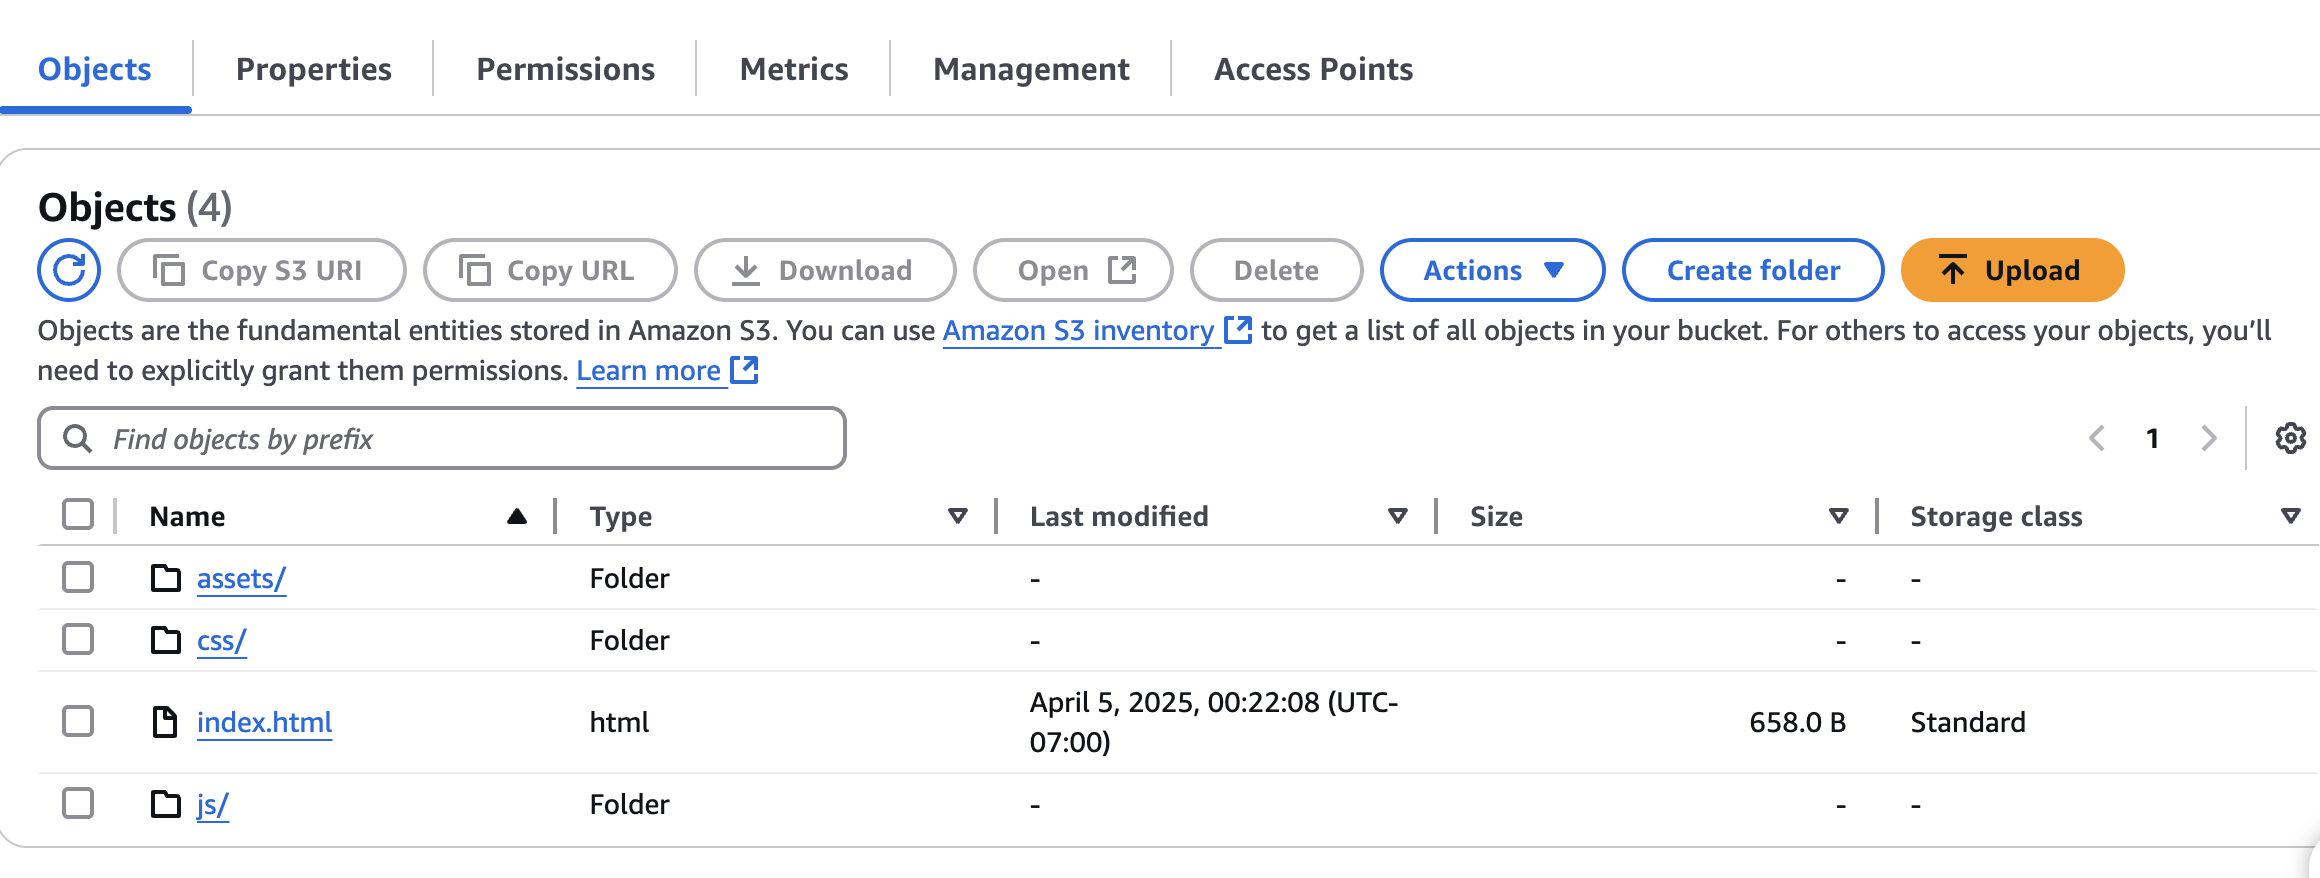 Objects
Properties
Permissions
Metrics
Management
Access Points
Objects (4)
Copy S3 URI
Copy URL
Download
Open
Delete
Actions
Create folder
Upload
Objects are the fundamental entities stored in Amazon S3. You can use Amazon S3 inventory to get a list of all objects in your bucket. For others to access your objects, you’ll
need to explicitly grant them permissions. Learn more
Find objects by prefix
1
Name
Type
Last modified
Size
Storage class
assets/
Folder
-
-
-
css/
Folder
-
-
-
index.html
html
April 5, 2025, 00:22:08 (UTC-
07:00)
658.0 B
Standard
js/
Folder
-
-
-